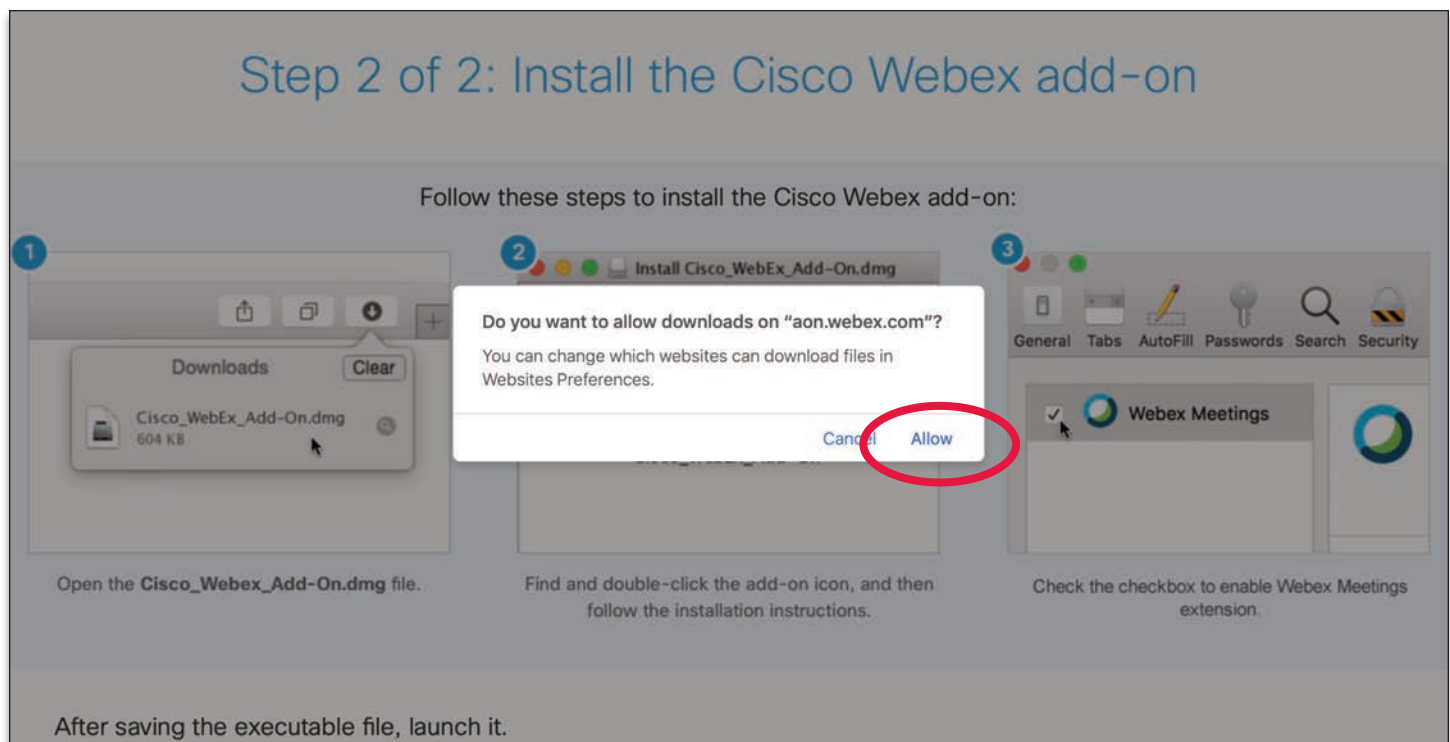 Step 2 of 2: Install the Cisco Webex add-on
Follow these steps to install the Cisco Webex add-on:
1
Downloads
Clear
Cisco_WebEx_Add-On.dmg
604 KB
Open the Cisco_Webex_Add-On.dmg file.
2
Install Cisco_WebEx_Add-On.dmg
Do you want to allow downloads on “aon.webex.com”?
You can change which websites can download files in
Websites Preferences.
Cancel
Allow
Find and double-click the add-on icon, and then
follow the installation instructions.
3
General Tabs AutoFill Passwords Search Security
Webex Meetings
Check the checkbox to enable Webex Meetings
extension.
After saving the executable file, launch it.